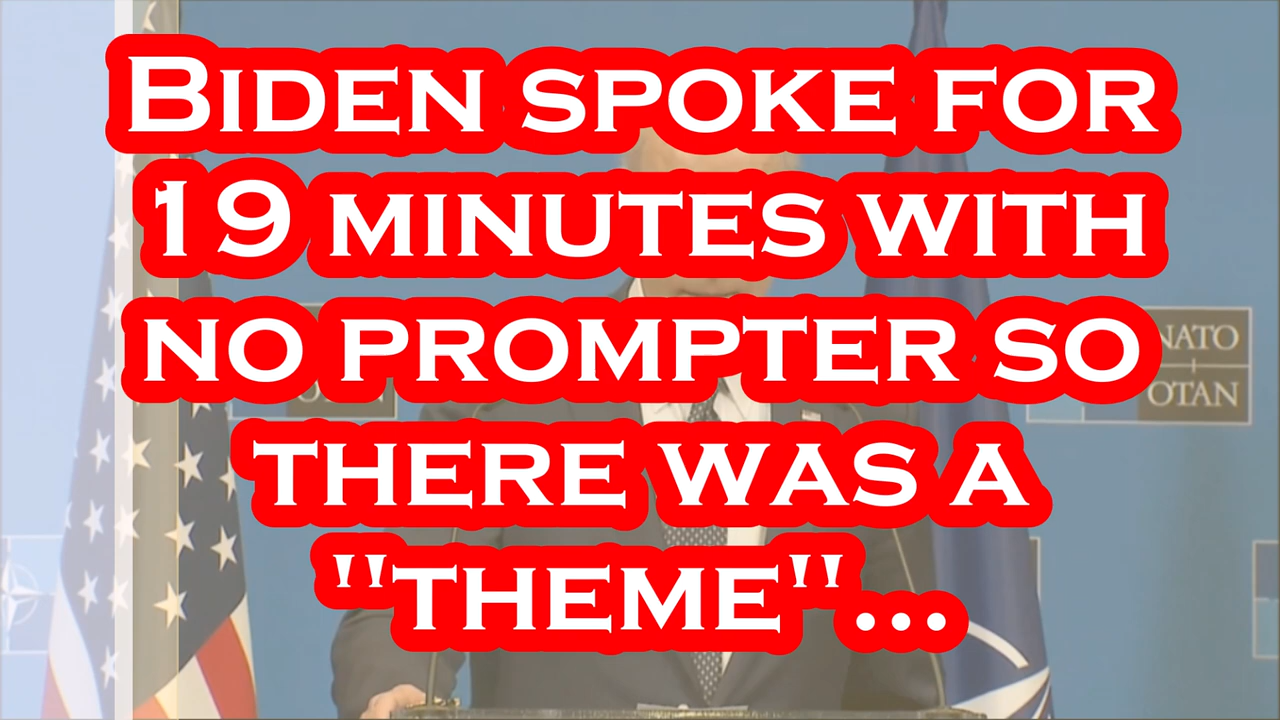 BIDEN SPOKE FOR
19 MINUTES WITH
NO PROMPTER SO
THERE WAS A
"THEME"...
NATO
OTAN